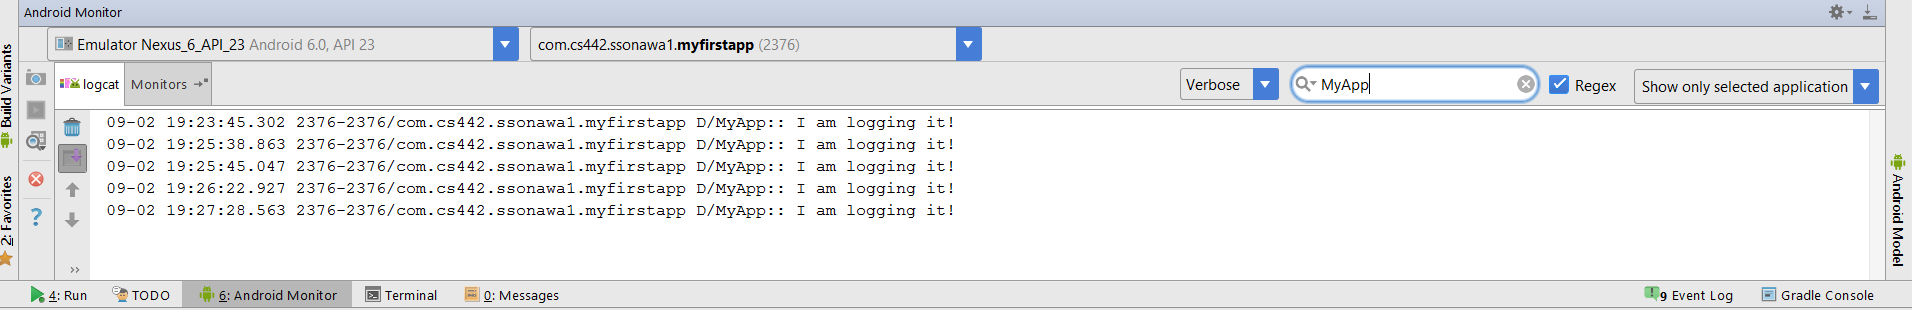 Android Monitor
Emulator Nexus_6_API_23 Android 6.0, API 23
com.cs442.ssonawa1.myfirstapp (2376)
logcat
Monitors
Verbose
MyApp
Regex
Show only selected application
09-02 19:23:45.302 2376-2376/com.cs442.ssonawa1.myfirstapp D/MyApp:: I am logging it!
09-02 19:25:38.863 2376-2376/com.cs442.ssonawa1.myfirstapp D/MyApp:: I am logging it!
09-02 19:25:45.047 2376-2376/com.cs442.ssonawa1.myfirstapp D/MyApp:: I am logging it!
09-02 19:26:22.927 2376-2376/com.cs442.ssonawa1.myfirstapp D/MyApp:: I am logging it!
09-02 19:27:28.563 2376-2376/com.cs442.ssonawa1.myfirstapp D/MyApp:: I am logging it!
Build Variants
2: Favorites
Android Model
4: Run
TODO
6: Android Monitor
Terminal
0: Messages
9 Event Log
Gradle Console